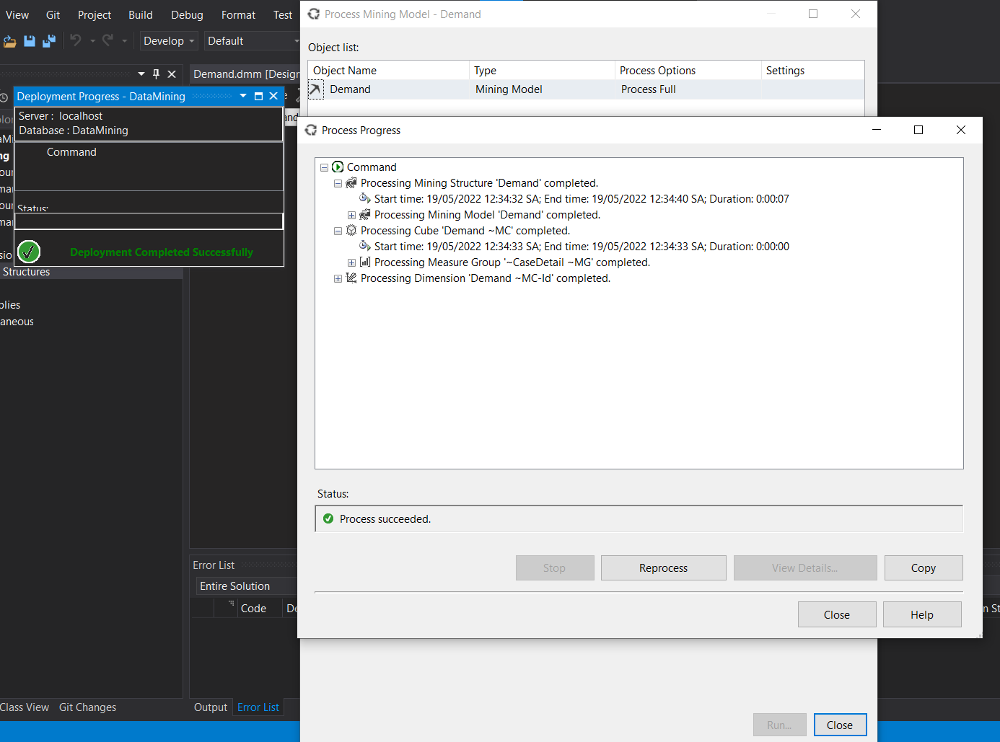 View Git Project Build Debug Format Test
Develop Default
Demand.dmm [Design
Deployment Progress - DataMining
Server : localhost
Database : DataMining
Command
Status:
Deployment Completed Successfully
Structures
plies
aneous
Error List
Entire Solution
Code De
Class View Git Changes
Output Error List
Process Mining Model - Demand
Object list:
Object Name Type Process Options Settings
Demand Mining Model Process Full
Process Progress
Command
Processing Mining Structure 'Demand' completed.
Start time: 19/05/2022 12:34:32 SA; End time: 19/05/2022 12:34:40 SA; Duration: 0:00:07
Processing Mining Model 'Demand' completed.
Processing Cube 'Demand ~MC' completed.
Start time: 19/05/2022 12:34:33 SA; End time: 19/05/2022 12:34:33 SA; Duration: 0:00:00
Processing Measure Group '~CaseDetail ~MG' completed.
Processing Dimension 'Demand ~MC-Id' completed.
Status:
Process succeeded.
Stop Reprocess View Details... Copy
Close Help
n St
Run... Close